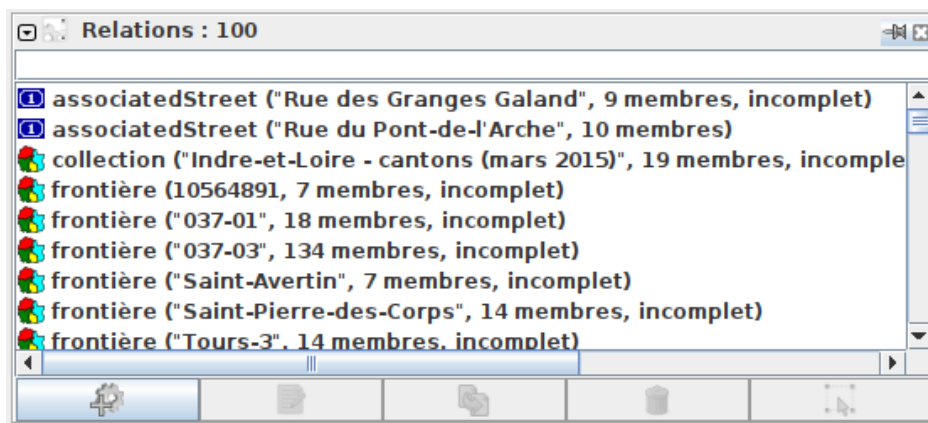 Relations : 100
associatedStreet ("Rue des Granges Galand", 9 membres, incomplet)
associatedStreet ("Rue du Pont-de-l'Arche", 10 membres)
collection ("Indre-et-Loire - cantons (mars 2015)", 19 membres, incomple
frontière (10564891, 7 membres, incomplet)
frontière ("037-01", 18 membres, incomplet)
frontière ("037-03", 134 membres, incomplet)
frontière ("Saint-Avertin", 7 membres, incomplet)
frontière ("Saint-Pierre-des-Corps", 14 membres, incomplet)
frontière ("Tours-3", 14 membres, incomplet)